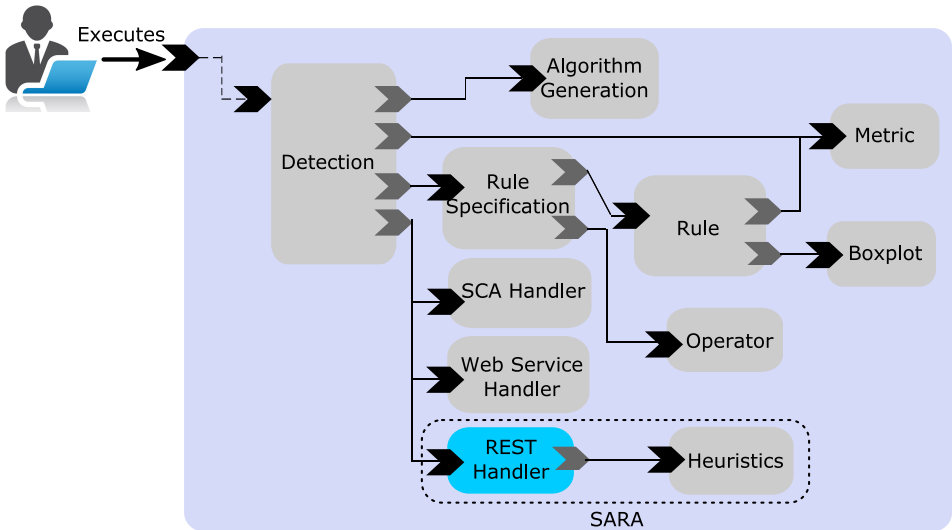 Executes
Algorithm
Generation
Metric
Detection
Rule
Specification
Rule
Boxplot
SCA Handler
Operator
Web Service
Handler
REST
Handler
Heuristics
SARA